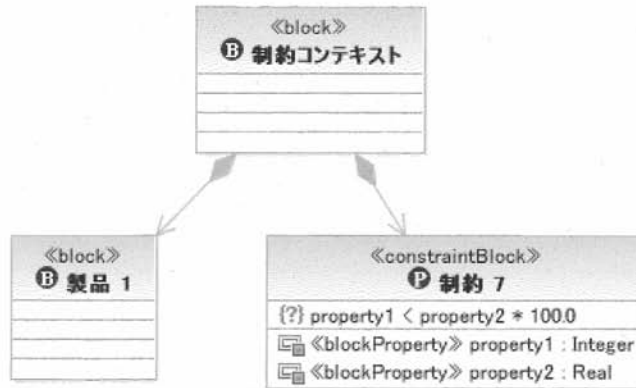 ≪block≫
B 制約コンテキスト
≪block≫
B 製品 1
≪constraintBlock≫
P 制約 7
{?} property1 < property2 * 100.0
≪blockProperty≫ property1 : Integer
≪blockProperty≫ property2 : Real